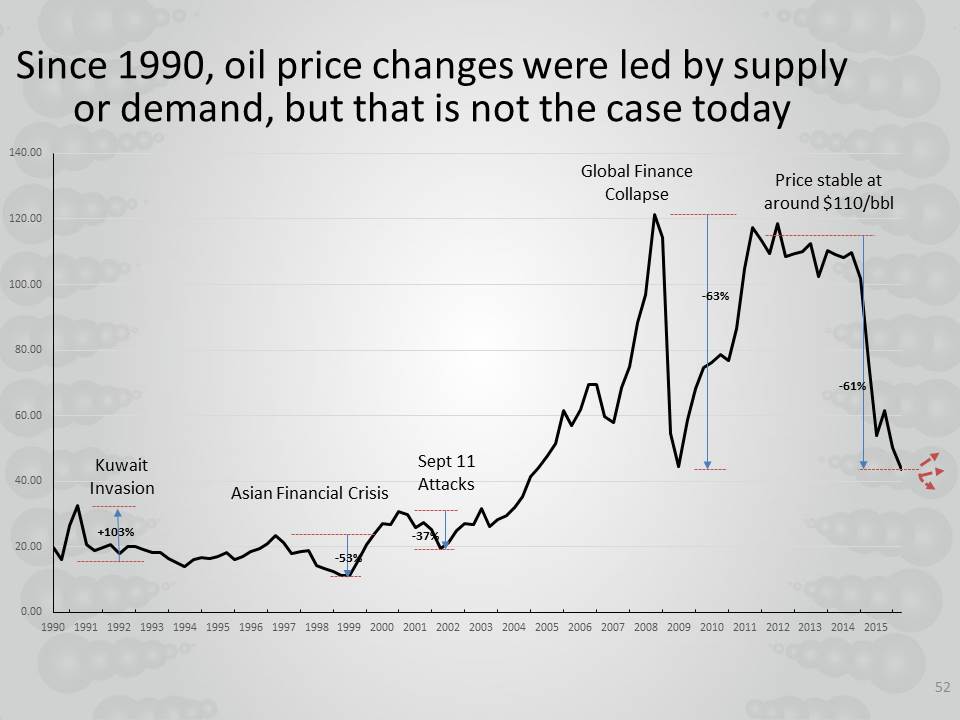 Since 1990, oil price changes were led by supply
or demand, but that is not the case today
140.00
120.00
100.00
80.00
60.00
40.00
20.00
0.00
Global Finance
Collapse
Price stable at
around $110/bbl
-63%
-61%
Kuwait
Invasion
+103%
Asian Financial Crisis
-53%
Sept 11
Attacks
-37%
1990 1991 1992 1993 1994 1995 1996 1997 1998 1999 2000 2001 2002 2003 2004 2005 2006 2007 2008 2009 2010 2011 2012 2013 2014 2015
52